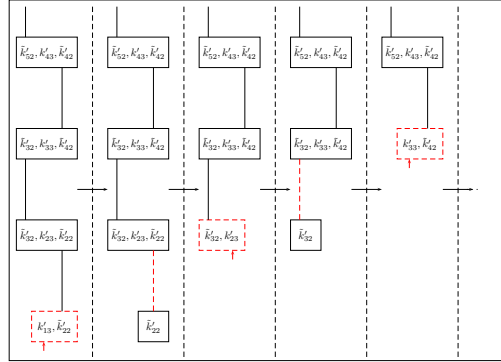 k̃′₅₂, k′₄₃, k̃′₄₂ k̃′₅₂, k′₄₃, k̃′₄₂ k̃′₅₂, k′₄₃, k̃′₄₂ k̃′₅₂, k′₄₃, k̃′₄₂ k̃′₅₂, k′₄₃, k̃′₄₂
k̃′₃₂, k′₃₃, k̃′₄₂ k̃′₃₂, k′₃₃, k̃′₄₂ k̃′₃₂, k′₃₃, k̃′₄₂ k̃′₃₂, k′₃₃, k̃′₄₂ k′₃₃, k̃′₄₂
k̃′₃₂, k′₂₃, k̃′₂₂ k̃′₃₂, k′₂₃, k̃′₂₂ k̃′₃₂, k′₂₃ k̃′₃₂
k′₁₃, k̃′₂₂ k̃′₂₂